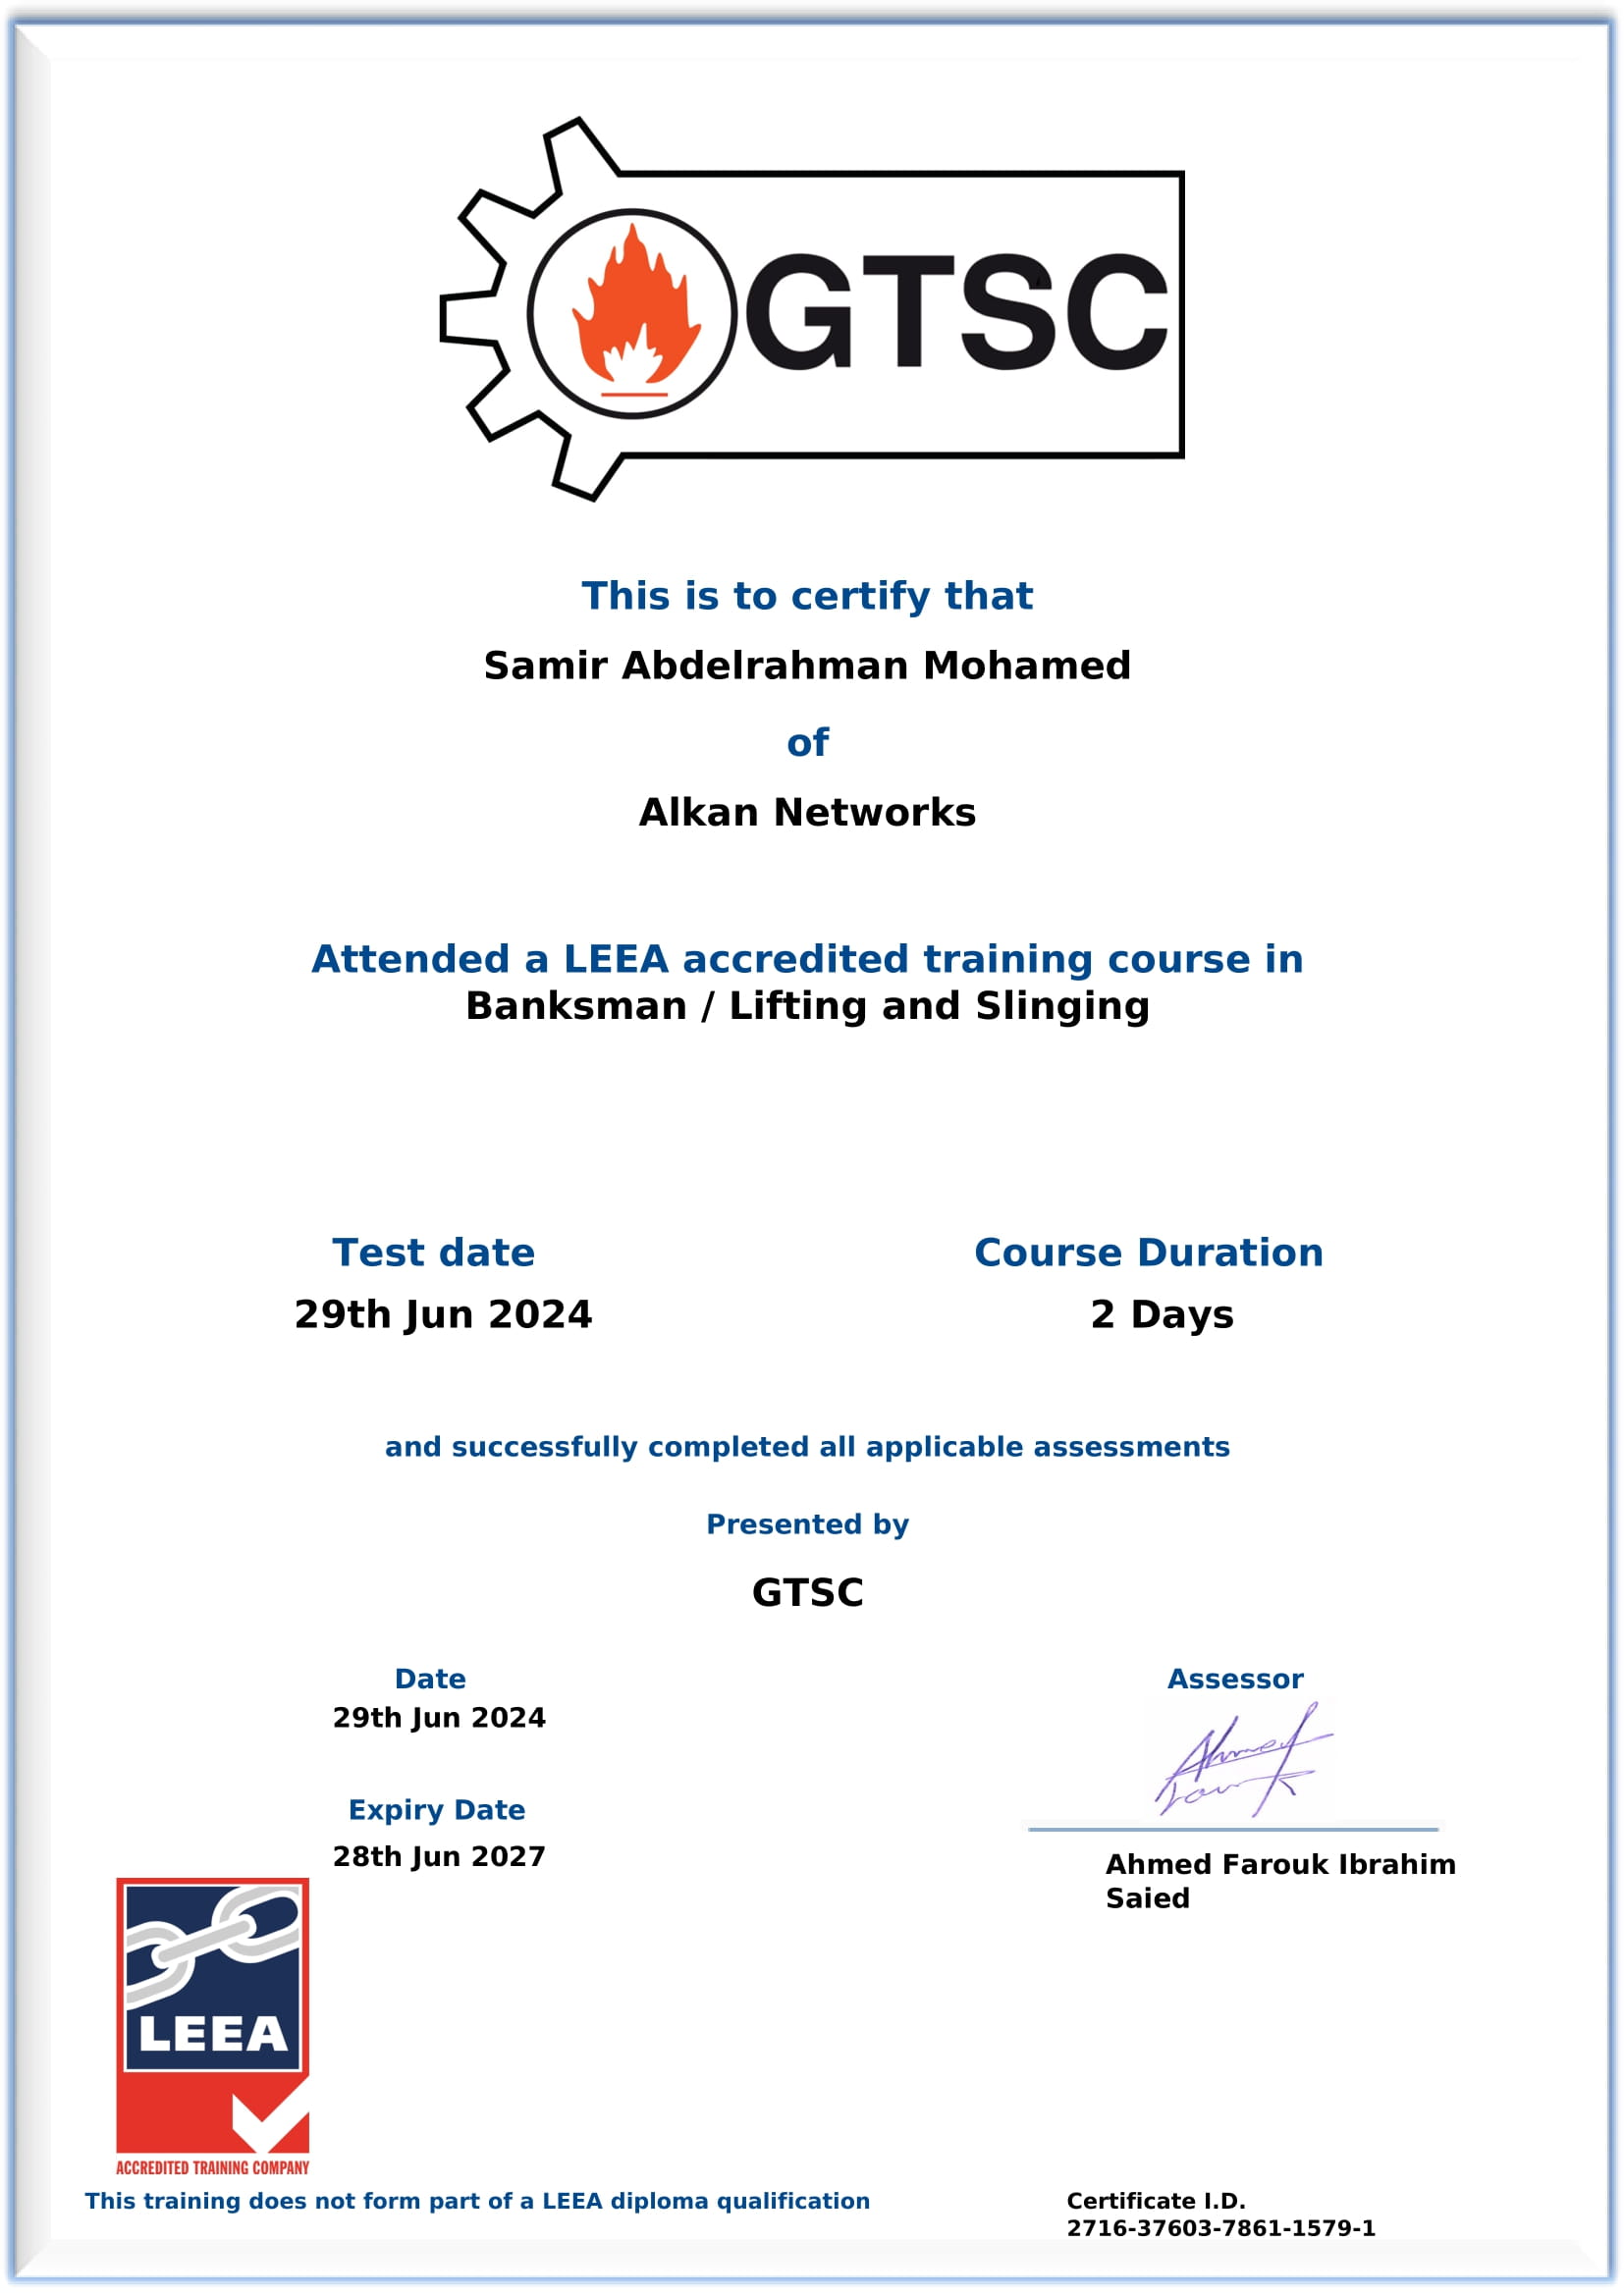 GTSC
This is to certify that
Samir Abdelrahman Mohamed
of
Alkan Networks
Attended a LEEA accredited training course in
Banksman / Lifting and Slinging
Test date
29th Jun 2024
Course Duration
2 Days
and successfully completed all applicable assessments
Presented by
GTSC
Date
29th Jun 2024
Expiry Date
28th Jun 2027
Assessor
Ahmed
Ahmed Farouk Ibrahim
Saied
LEEA
ACCREDITED TRAINING COMPANY
This training does not form part of a LEEA diploma qualification
Certificate I.D.
2716-37603-7861-1579-1